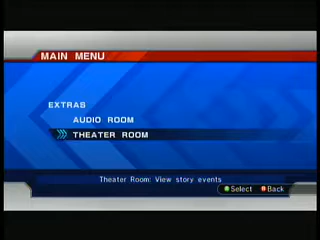 MAIN MENU
EXTRAS
AUDIO ROOM
THEATER ROOM
Theater Room: View story events
A Select B Back